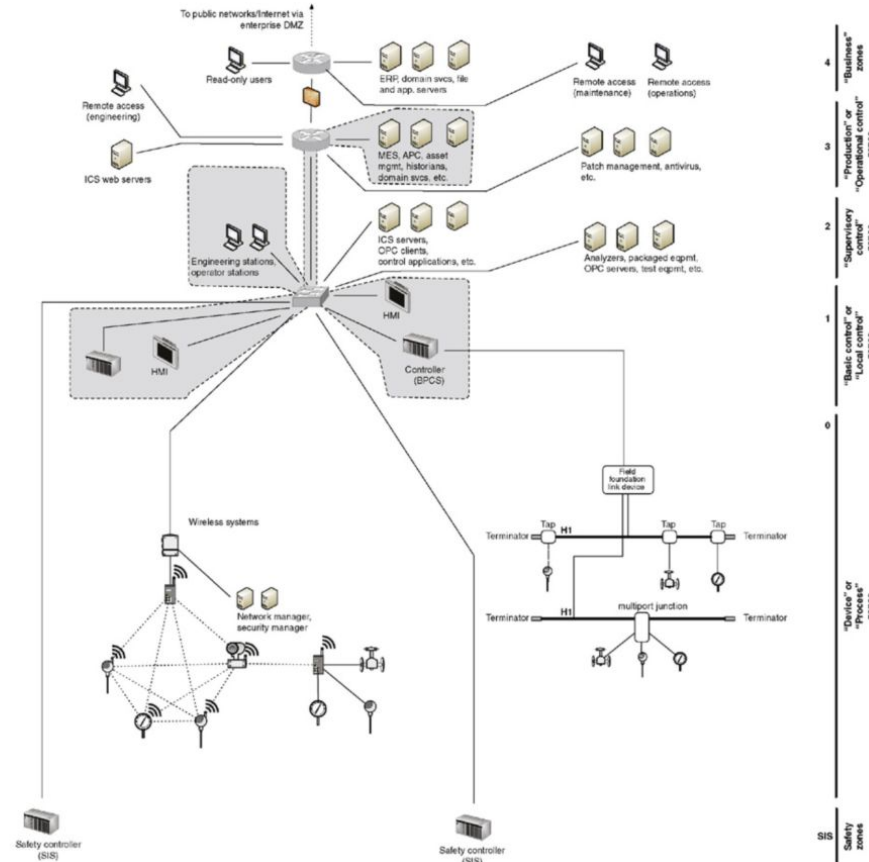 To public networks/Internet via
enterprise DMZ
Read-only users
ERP, domain svcs, file
and app. servers
Remote access
(maintenance)
Remote access
(operations)
4
"Business"
zones
Remote access
(engineering)
ICS web servers
MES, APC, asset
mgmt, historians,
domain svcs, etc.
Patch management, antivirus,
etc.
3
"Production" or
"Operational control"
Engineering stations,
operator stations
ICS servers,
OPC clients,
control applications, etc.
Analyzers, packaged eqpmt,
OPC servers, test eqpmt, etc.
2
"Supervisory
control"
HMI
HMI
Controller
(BPCS)
1
"Basic control" or
"Local control"
0
Field
foundation
link device
Wireless systems
Terminator
H1
Tap
Tap
Tap
Terminator
Network manager,
security manager
Terminator
H1
multiport junction
Terminator
"Device" or
"Process"
Safety controller
(SIS)
Safety controller
(SIS)
SIS
Safety
zones